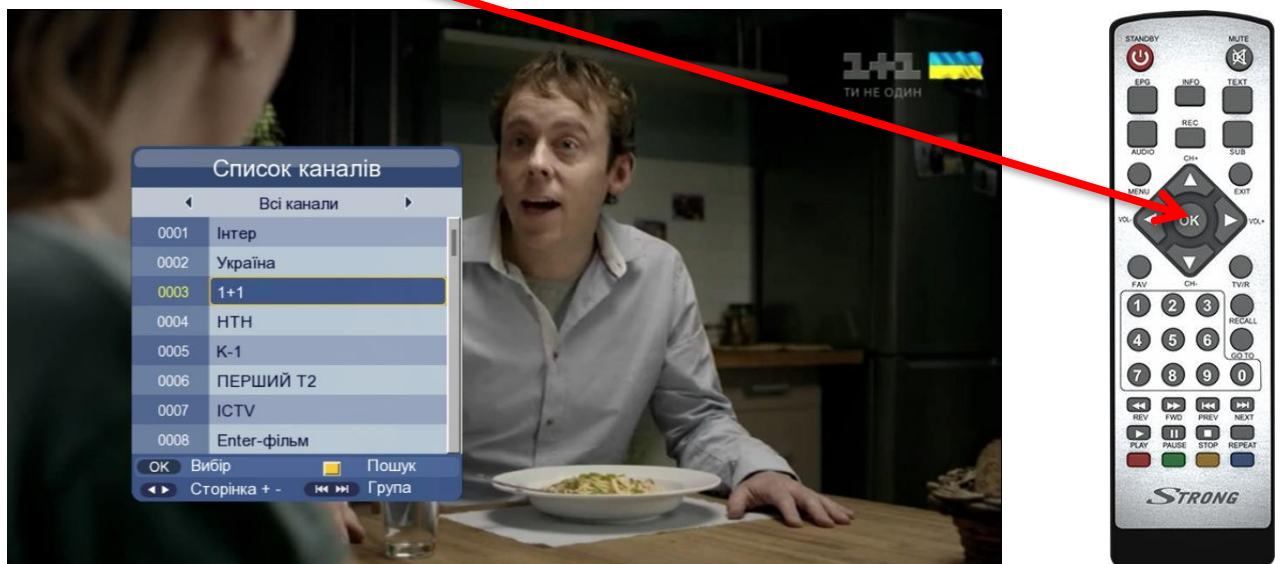 1+1
ТИ НЕ ОДИН
Список каналів
Всі канали
0001 Інтер
0002 Україна
0003 1+1
0004 НТН
0005 К-1
0006 ПЕРШИЙ Т2
0007 ICTV
0008 Enter-фільм
OK Вибір Пошук
Сторінка + - Група
STANDBY MUTE
EPG INFO TEXT
REC
AUDIO SUB
CH+
MENU EXIT
VOL- OK VOL+
FAV CH- TV/R
1 2 3
RECALL
4 5 6
GO TO
7 8 9 0
REV FWD PREV NEXT
PLAY PAUSE STOP REPEAT
STRONG